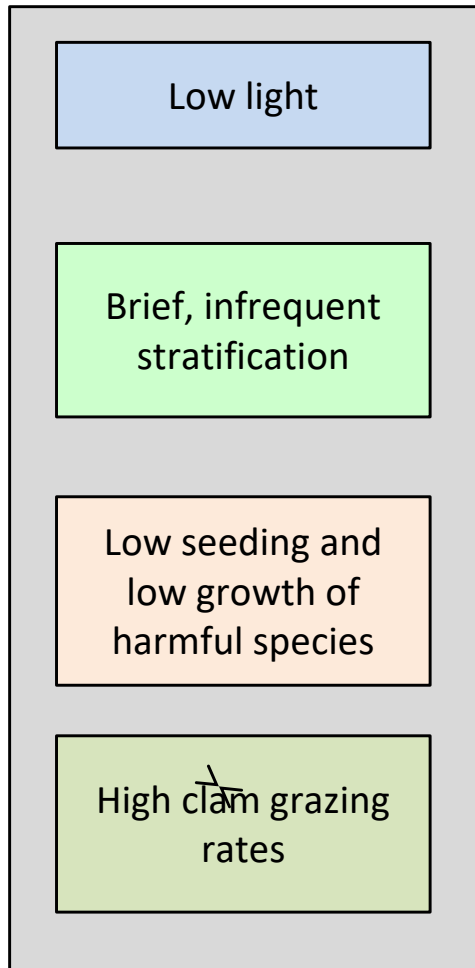 Low light
Brief, infrequent
stratification
Low seeding and
low growth of
harmful species
High clam grazing
rates